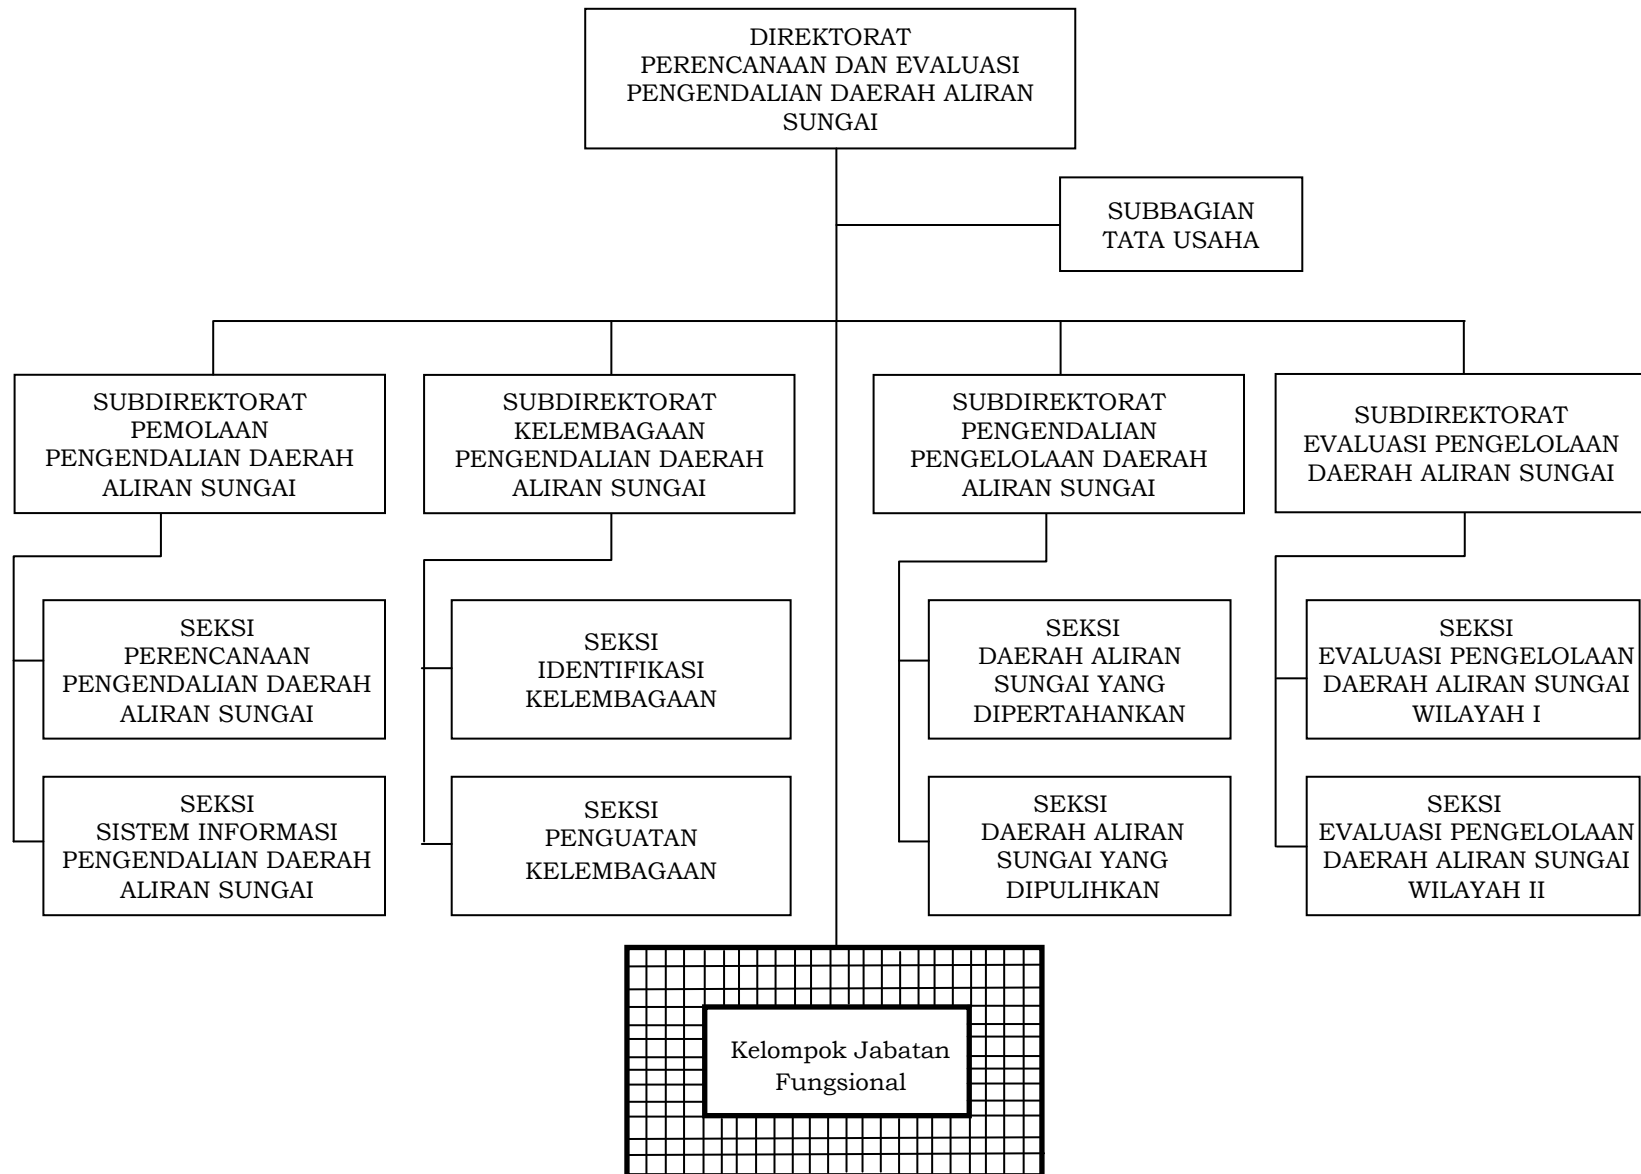 DIREKTORAT
PERENCANAAN DAN EVALUASI
PENGENDALIAN DAERAH ALIRAN
SUNGAI
SUBBAGIAN
TATA USAHA
SUBDIREKTORAT
PEMOLAAN
PENGENDALIAN DAERAH
ALIRAN SUNGAI
SUBDIREKTORAT
KELEMBAGAAN
PENGENDALIAN DAERAH
ALIRAN SUNGAI
SUBDIREKTORAT
PENGENDALIAN
PENGELOLAAN DAERAH
ALIRAN SUNGAI
SUBDIREKTORAT
EVALUASI PENGELOLAAN
DAERAH ALIRAN SUNGAI
SEKSI
PERENCANAAN
PENGENDALIAN DAERAH
ALIRAN SUNGAI
SEKSI
IDENTIFIKASI
KELEMBAGAAN
SEKSI
DAERAH ALIRAN
SUNGAI YANG
DIPERTAHANKAN
SEKSI
EVALUASI PENGELOLAAN
DAERAH ALIRAN SUNGAI
WILAYAH I
SEKSI
SISTEM INFORMASI
PENGENDALIAN DAERAH
ALIRAN SUNGAI
SEKSI
PENGUATAN
KELEMBAGAAN
SEKSI
DAERAH ALIRAN
SUNGAI YANG
DIPULIHKAN
SEKSI
EVALUASI PENGELOLAAN
DAERAH ALIRAN SUNGAI
WILAYAH II
Kelompok Jabatan
Fungsional